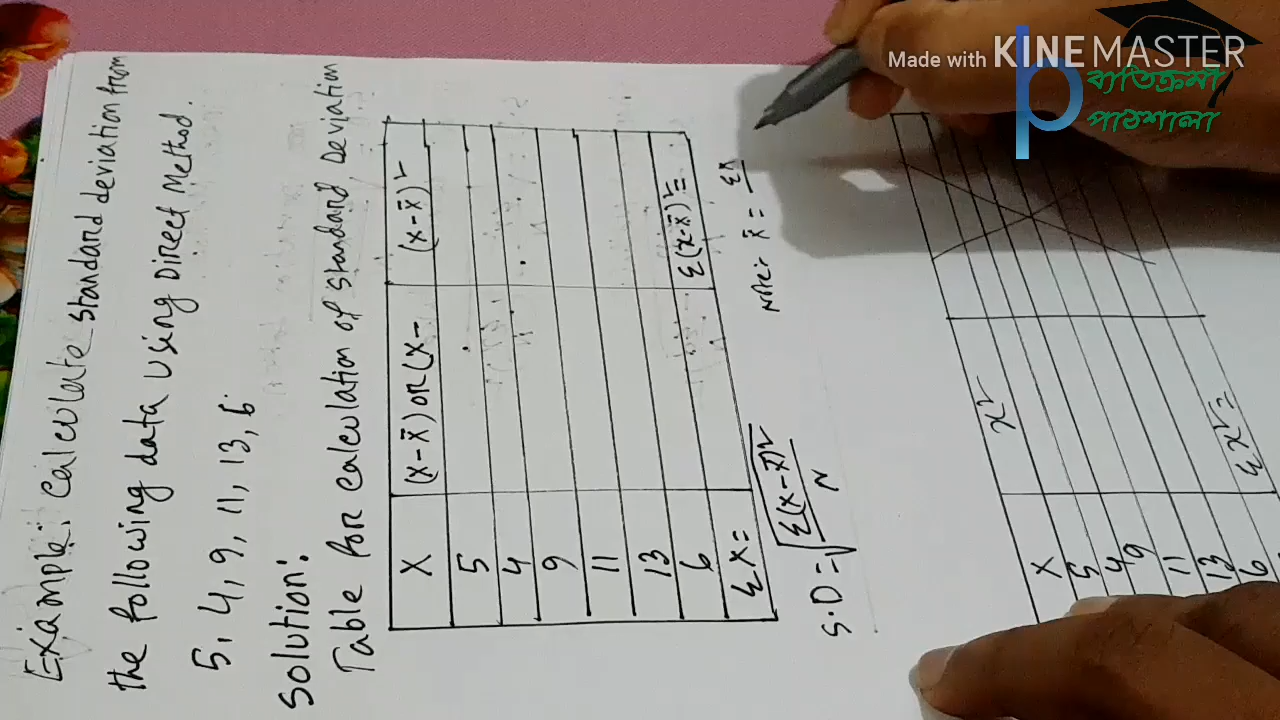 Example: Calculate standard deviation from
the following data using Direct Method.
5, 4, 9, 11, 13, 6.
Solution:
Table for calculation of standard Deviation
X (x-x̄) OR (X- (x-x̄)²
5
4
9
11
13
6
ΣX= Σ(x-x̄)²=
S.D = √Σ(x-x̄)²/N
Note:- x̄ = Σx
X x²
5
4
9
11
13
6
Σx²=
Made with KINEMASTER
p
ব্যতিক্রমী
পাঠশালা